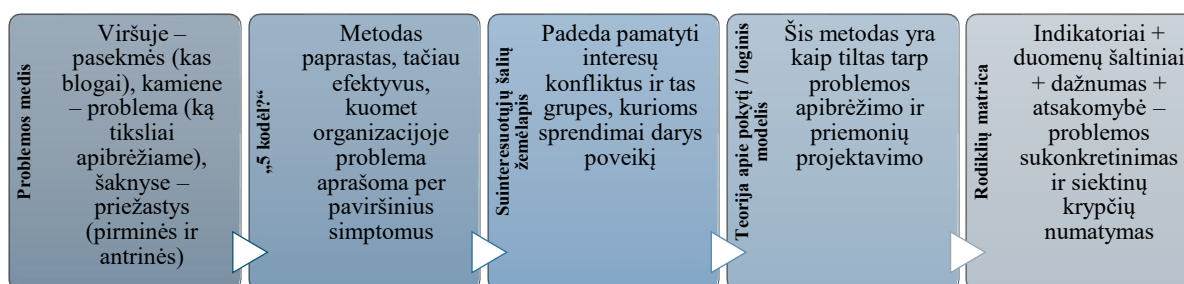 Problemos medis
Viršuje –
pasekmės (kas
blogai), kamiene
– problema (ką
tiksliai
apibrėžiame),
šaknyse –
priežastys
(pirminės ir
antrinės)
„5 kodėl?“
Metodas
paprastas, tačiau
efektyvus,
kuomet
organizacijoje
problema
aprašoma per
paviršinius
simptomus
Suinteresuotųjų šalių
žemėlapis
Padeda pamatyti
interesų
konfliktus ir tas
grupes, kurioms
sprendimai darys
poveikį
Teorija apie pokytį / loginis
modelis
Šis metodas yra
kaip tiltas tarp
problemos
apibrėžimo ir
priemonių
projektavimo
Rodiklių matrica
Indikatoriai +
duomenų šaltiniai
+ dažnumas +
atsakomybė –
problemos
sukonkretinimas
ir siektinų
krypčių
numatymas